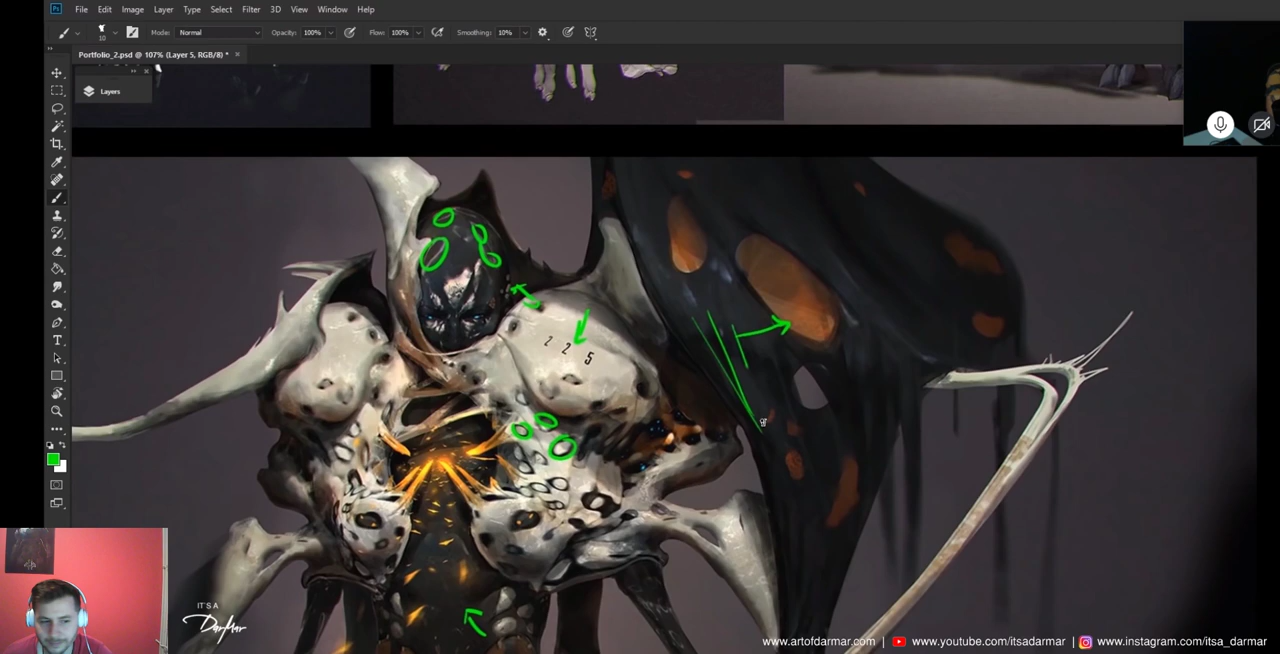 Ps File Edit Image Layer Type Select Filter 3D View Window Help
10 Mode: Normal Opacity: 100% Flow: 100% Smoothing: 10%
Portfolio_2.psd @ 107% (Layer 5, RGB/8) * ×
Layers
2 2 5
IT'S A
DarMar
www.artofdarmar.com | www.youtube.com/itsadarmar | www.instagram.com/itsa_darmar